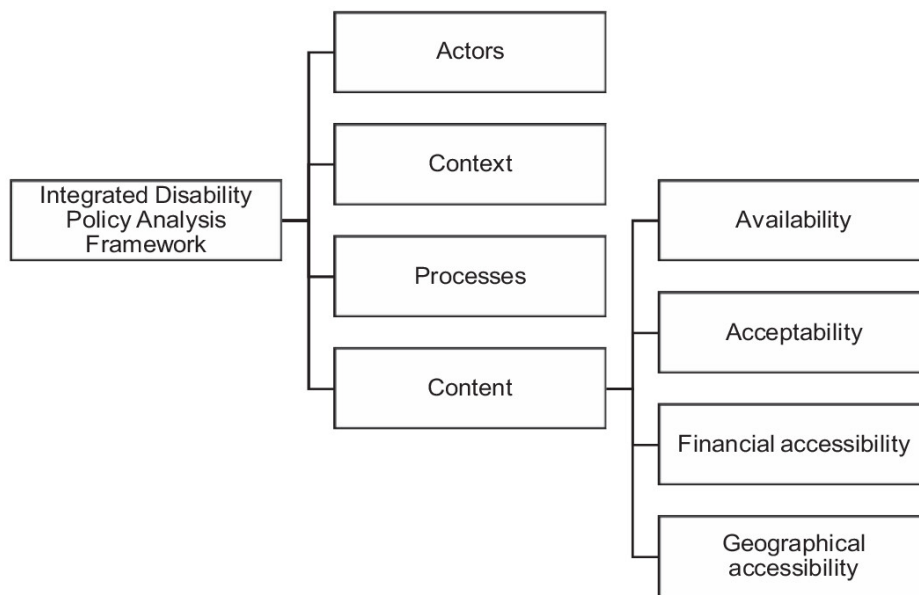 Integrated Disability
Policy Analysis
Framework
Actors
Context
Processes
Content
Availability
Acceptability
Financial accessibility
Geographical
accessibility